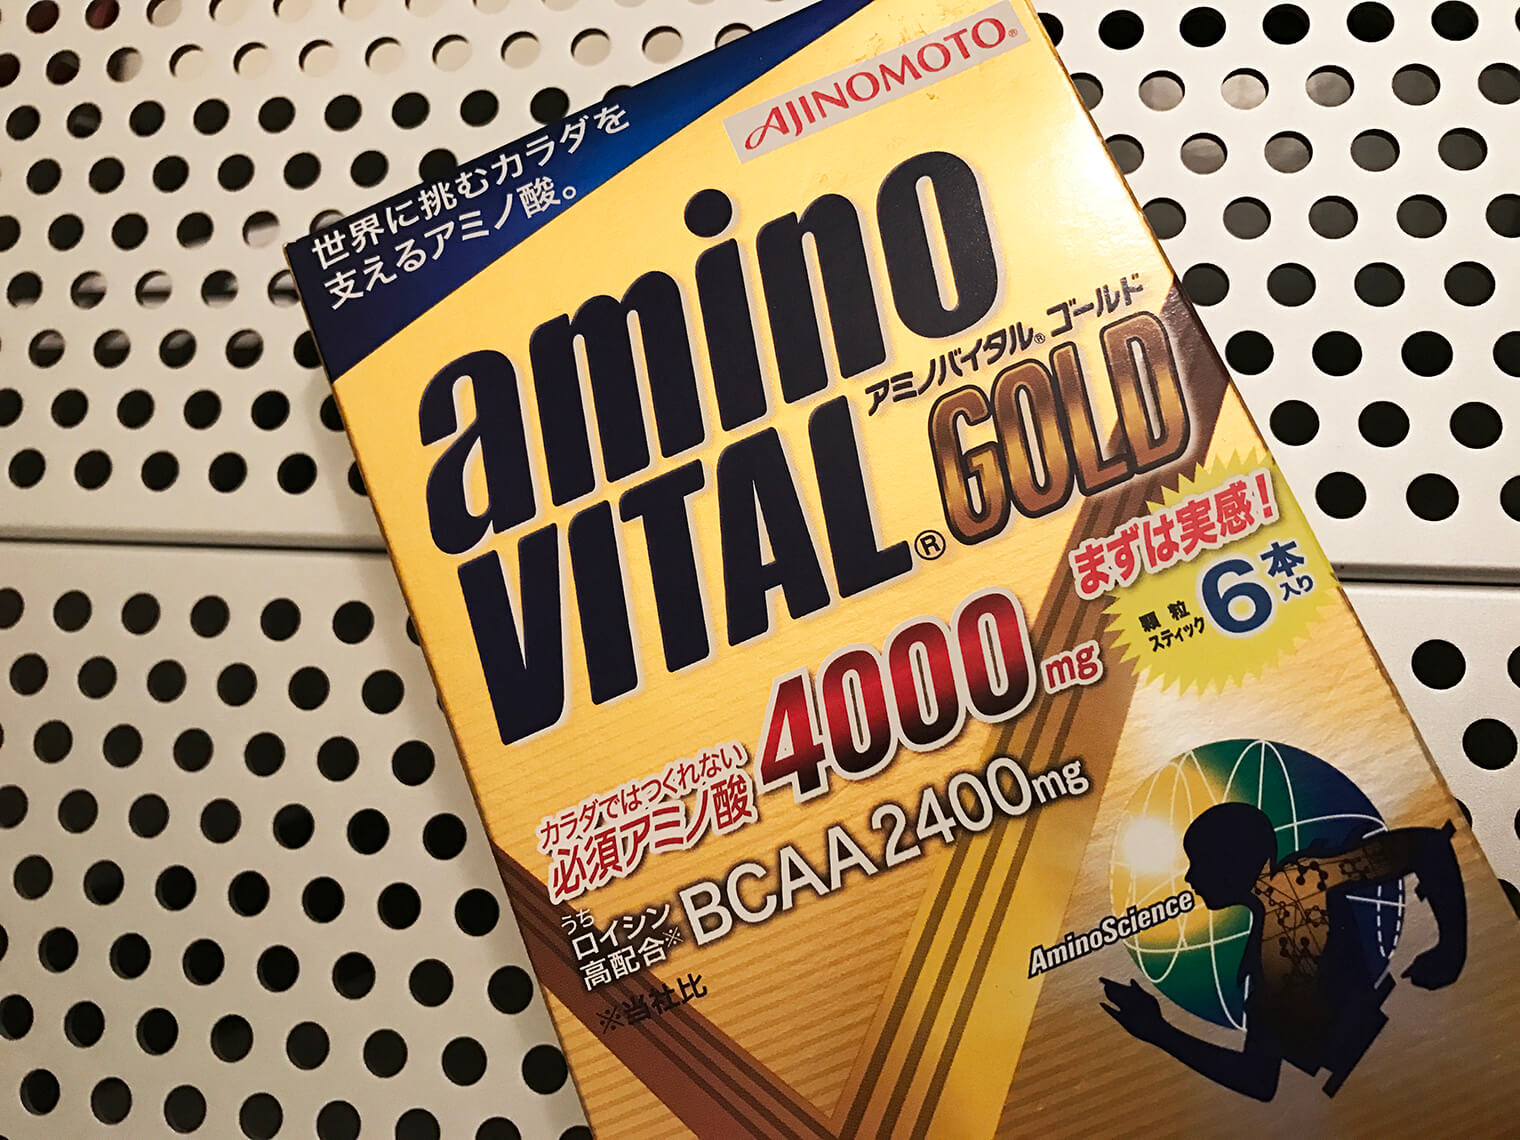 世界に挑むカラダを
支えるアミノ酸。
AJINOMOTO®
amino
VITAL®
アミノバイタル® ゴールド
GOLD
まずは実感！
顆粒
スティック
6本
入り
カラダではつくれない
必須アミノ酸 4000mg
うち
ロイシン
高配合※
BCAA2400mg
※当社比
AminoScience